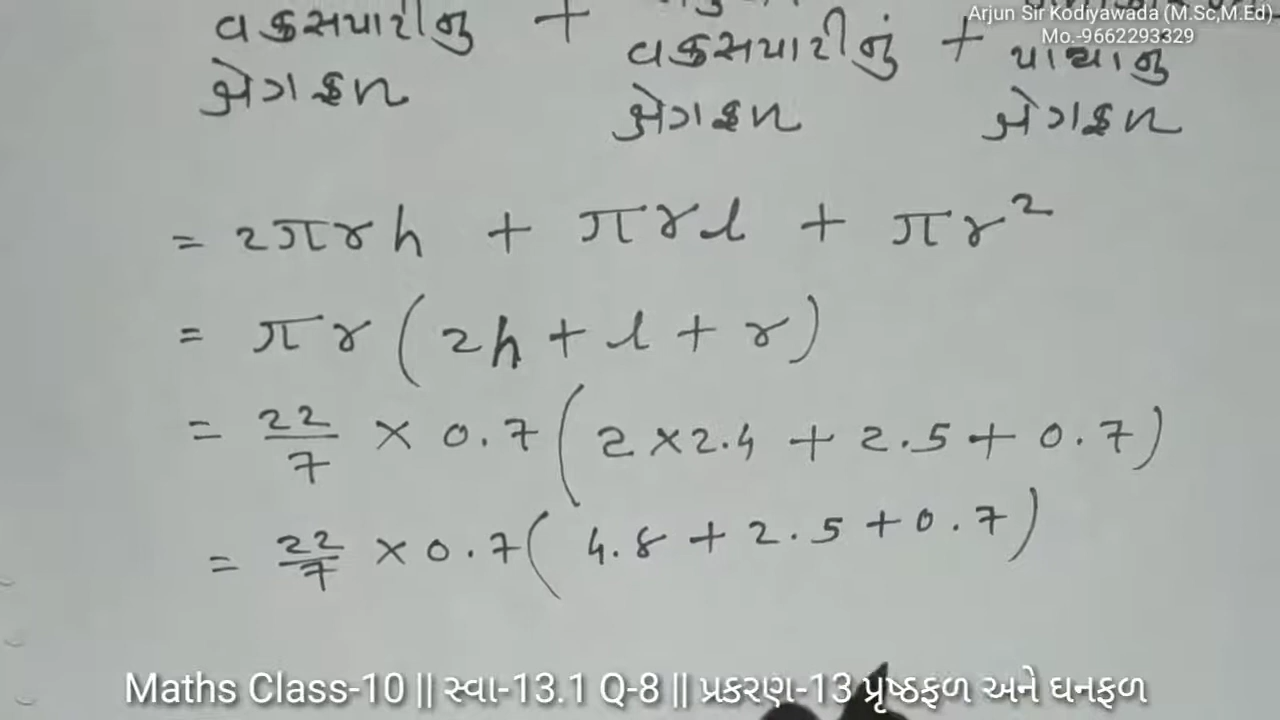 Arjun Sir Kodiyawada (M.Sc,M.Ed)
Mo.-9662293329
વક્રસપાટીનું + વક્રસપાટીનું + પાયાનું
ક્ષેત્રફળ ક્ષેત્રફળ ક્ષેત્રફળ
= 2πrh + πrl + πr²
= πr(2h + l + r)
= 22/7 × 0.7(2×2.4 + 2.5 + 0.7)
= 22/7 × 0.7(4.8 + 2.5 + 0.7)
Maths Class-10 || સ્વા-13.1 Q-8 || પ્રકરણ-13 પ્રૃષ્ઠફળ અને ઘનફળ